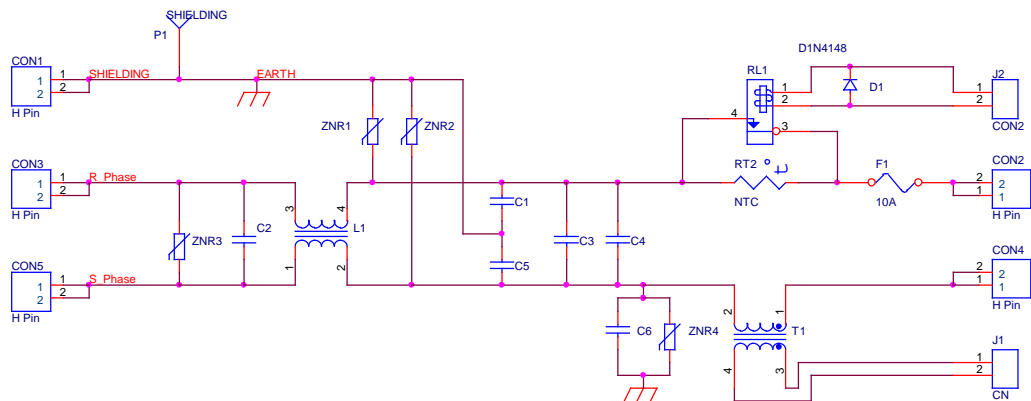 SHIELDING
P1
D1N4148
CON1
1
2
1
2
H Pin
SHIELDING
EARTH
RL1
1
2
4
3
D1
J2
1
2
CON2
ZNR1
ZNR2
CON3
1
2
1
2
H Pin
R_Phase
RT2
t
NTC
F1
10A
CON2
2
1
2
1
H Pin
3
4
L1
1
2
ZNR3
C2
C1
C5
C3
C4
CON5
1
2
1
2
H Pin
S_Phase
CON4
2
1
2
1
H Pin
C6
ZNR4
2
1
T1
4
3
J1
1
2
CN